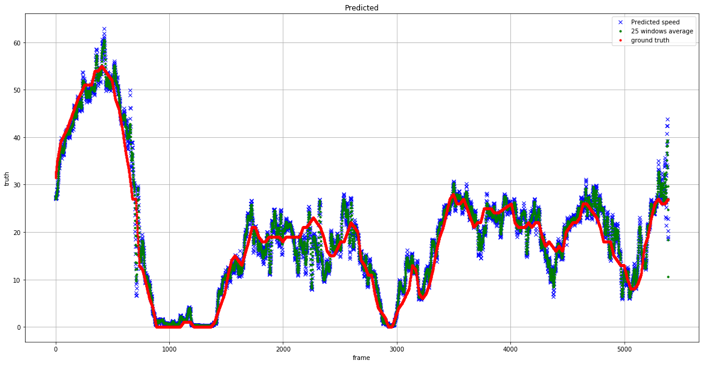 Predicted
Predicted speed
25 windows average
ground truth
60
50
40
30
20
10
0
truth
0
1000
2000
3000
4000
5000
frame